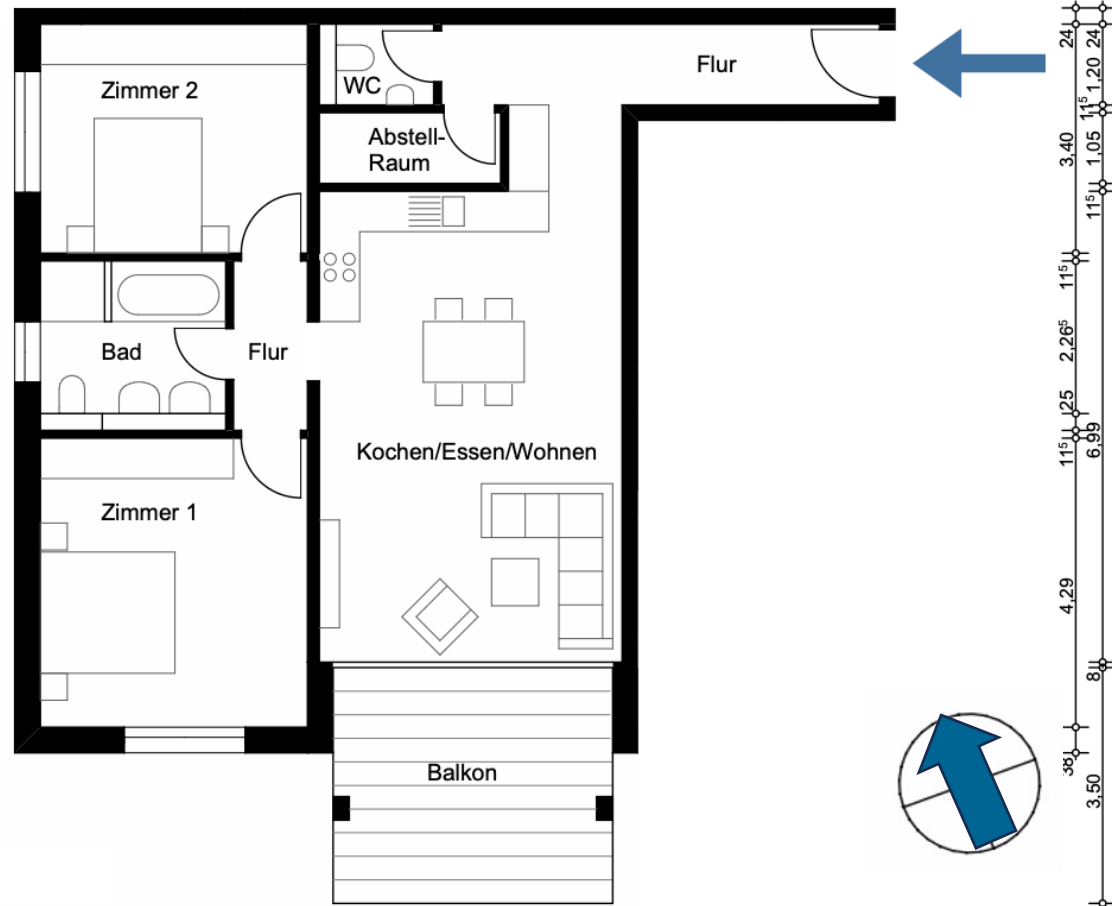 Zimmer 2
WC
Flur
Abstell-
Raum
Bad
Flur
Kochen/Essen/Wohnen
Zimmer 1
Balkon
24
3,40
11⁵
2,26⁵
25
11⁵
4,29
38
24
1,20
11⁵
1,05
11⁵
6,99
8
3,50